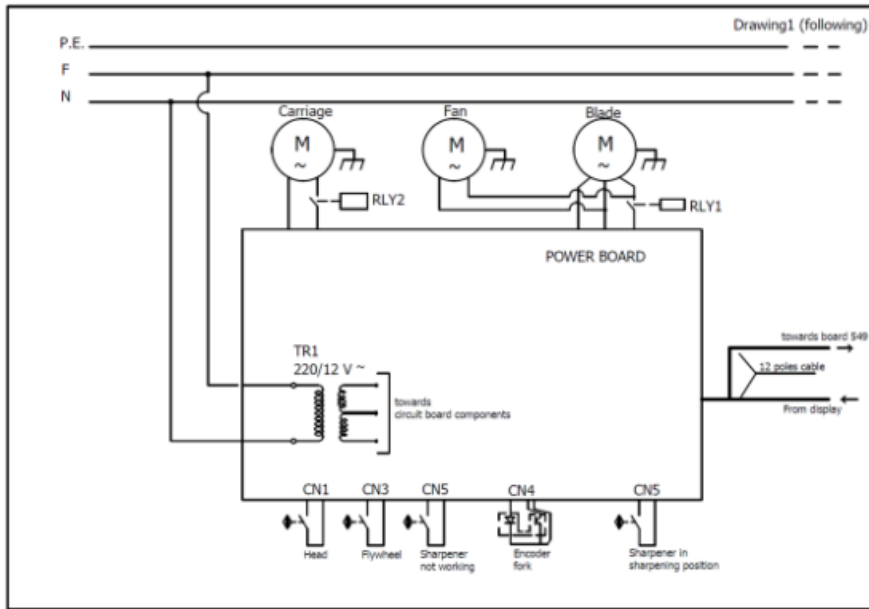 Drawing1 (following)
P.E.
F
N
Carriage
Fan
Blade
M
~
M
~
M
~
RLY2
RLY1
POWER BOARD
TR1
220/12 V ~
towards
circuit board components
towards board S49
12 poles cable
From display
CN1
CN3
CN5
CN4
CN5
Head
Flywheel
Sharpener
not working
Encoder
fork
Sharpener in
sharpening position